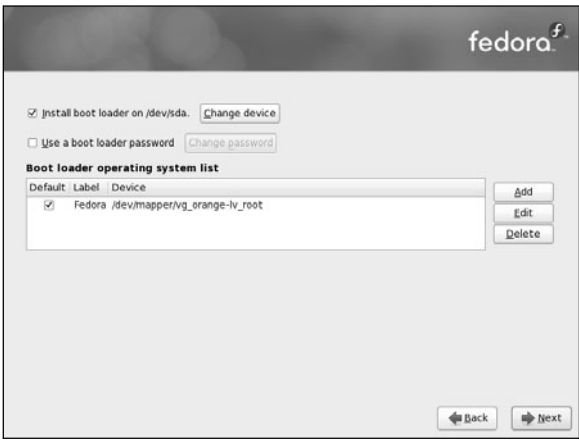 fedora
Install boot loader on /dev/sda. Change device
Use a boot loader password Change password
Boot loader operating system list
Default Label Device
Fedora /dev/mapper/vg_orange-lv_root
Add
Edit
Delete
Back Next